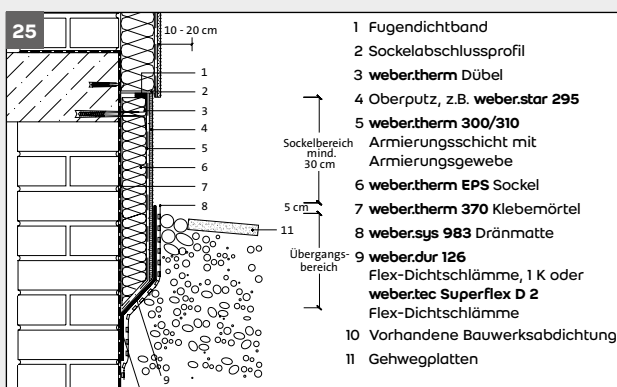 25
10 - 20 cm
1
2
3
4
5
6
7
8
11
9
Sockelbereich
mind.
30 cm
5 cm
Übergangs-
bereich
1 Fugendichtband
2 Sockelabschlussprofil
3 weber.therm Dübel
4 Oberputz, z.B. weber.star 295
5 weber.therm 300/310
Armierungsschicht mit
Armierungsgewebe
6 weber.therm EPS Sockel
7 weber.therm 370 Klebemörtel
8 weber.sys 983 Dränmatte
9 weber.dur 126
Flex-Dichtschlämme, 1 K oder
weber.tec Superflex D 2
Flex-Dichtschlämme
10 Vorhandene Bauwerksabdichtung
11 Gehwegplatten